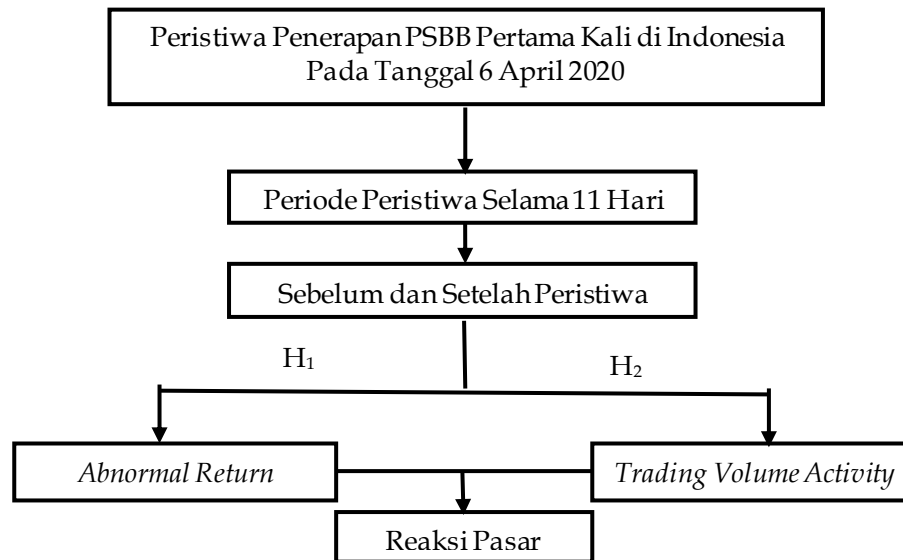 Peristiwa Penerapan PSBB Pertama Kali di Indonesia
Pada Tanggal 6 April 2020
Periode Peristiwa Selama 11 Hari
Sebelum dan Setelah Peristiwa
H₁
H₂
Abnormal Return
Trading Volume Activity
Reaksi Pasar